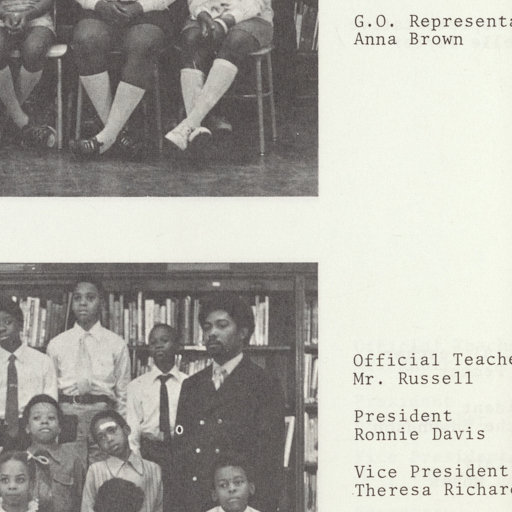 G.O. Representa
Anna Brown
Official Teache
Mr. Russell
President
Ronnie Davis
Vice President
Theresa Richar